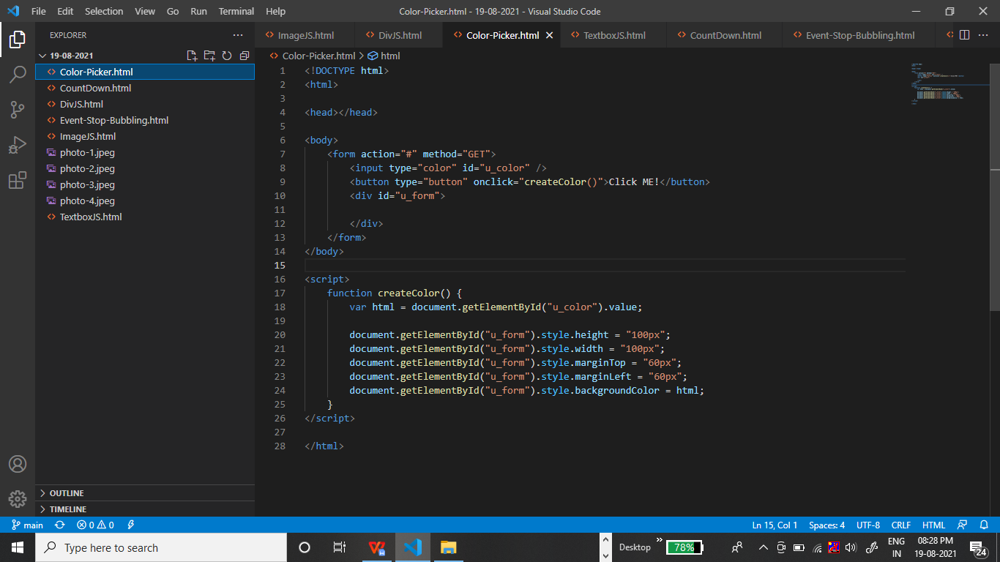 File Edit Selection View Go Run Terminal Help
Color-Picker.html - 19-08-2021 - Visual Studio Code
EXPLORER
19-08-2021
Color-Picker.html
CountDown.html
DivJS.html
Event-Stop-Bubbling.html
ImageJS.html
photo-1.jpeg
photo-2.jpeg
photo-3.jpeg
photo-4.jpeg
TextboxJS.html
OUTLINE
TIMELINE
ImageJS.html DivJS.html Color-Picker.html TextboxJS.html CountDown.html Event-Stop-Bubbling.html
Color-Picker.html > html
1 <!DOCTYPE html>
2 <html>
3
4 <head></head>
5
6 <body>
7     <form action="#" method="GET">
8         <input type="color" id="u_color" />
9         <button type="button" onclick="createColor()">Click ME!</button>
10         <div id="u_form">
11
12         </div>
13     </form>
14 </body>
15
16 <script>
17     function createColor() {
18         var html = document.getElementById("u_color").value;
19
20         document.getElementById("u_form").style.height = "100px";
21         document.getElementById("u_form").style.width = "100px";
22         document.getElementById("u_form").style.marginTop = "60px";
23         document.getElementById("u_form").style.marginLeft = "60px";
24         document.getElementById("u_form").style.backgroundColor = html;
25     }
26 </script>
27
28 </html>
main 0 0 Ln 15, Col 1 Spaces: 4 UTF-8 CRLF HTML
Type here to search
Desktop
78%
ENG
IN
08:28 PM
19-08-2021
24